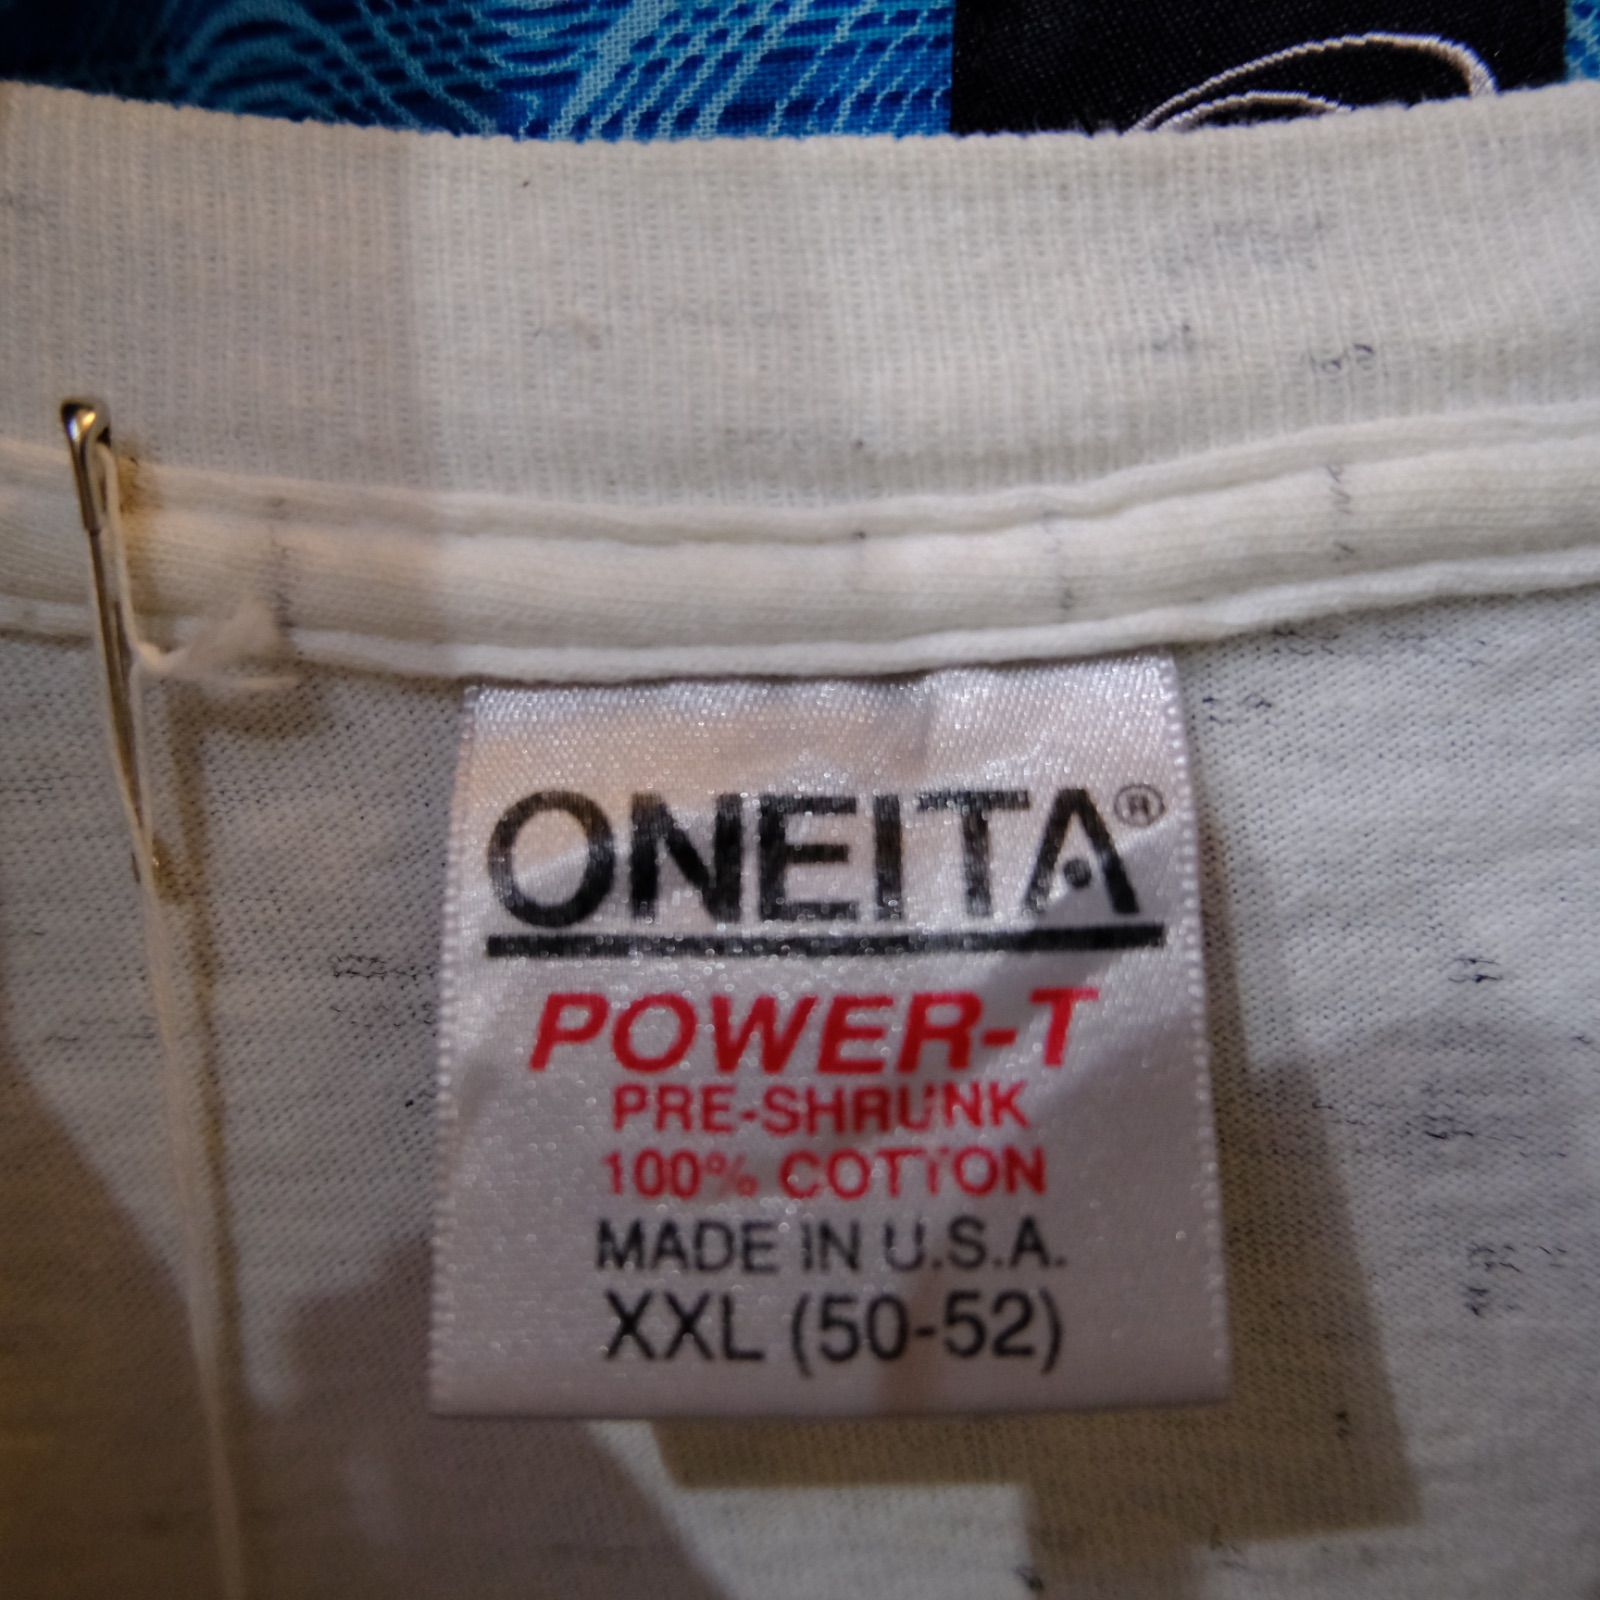 ONEITA®
POWER-T
PRE-SHRUNK
100% COTTON
MADE IN U.S.A.
XXL (50-52)